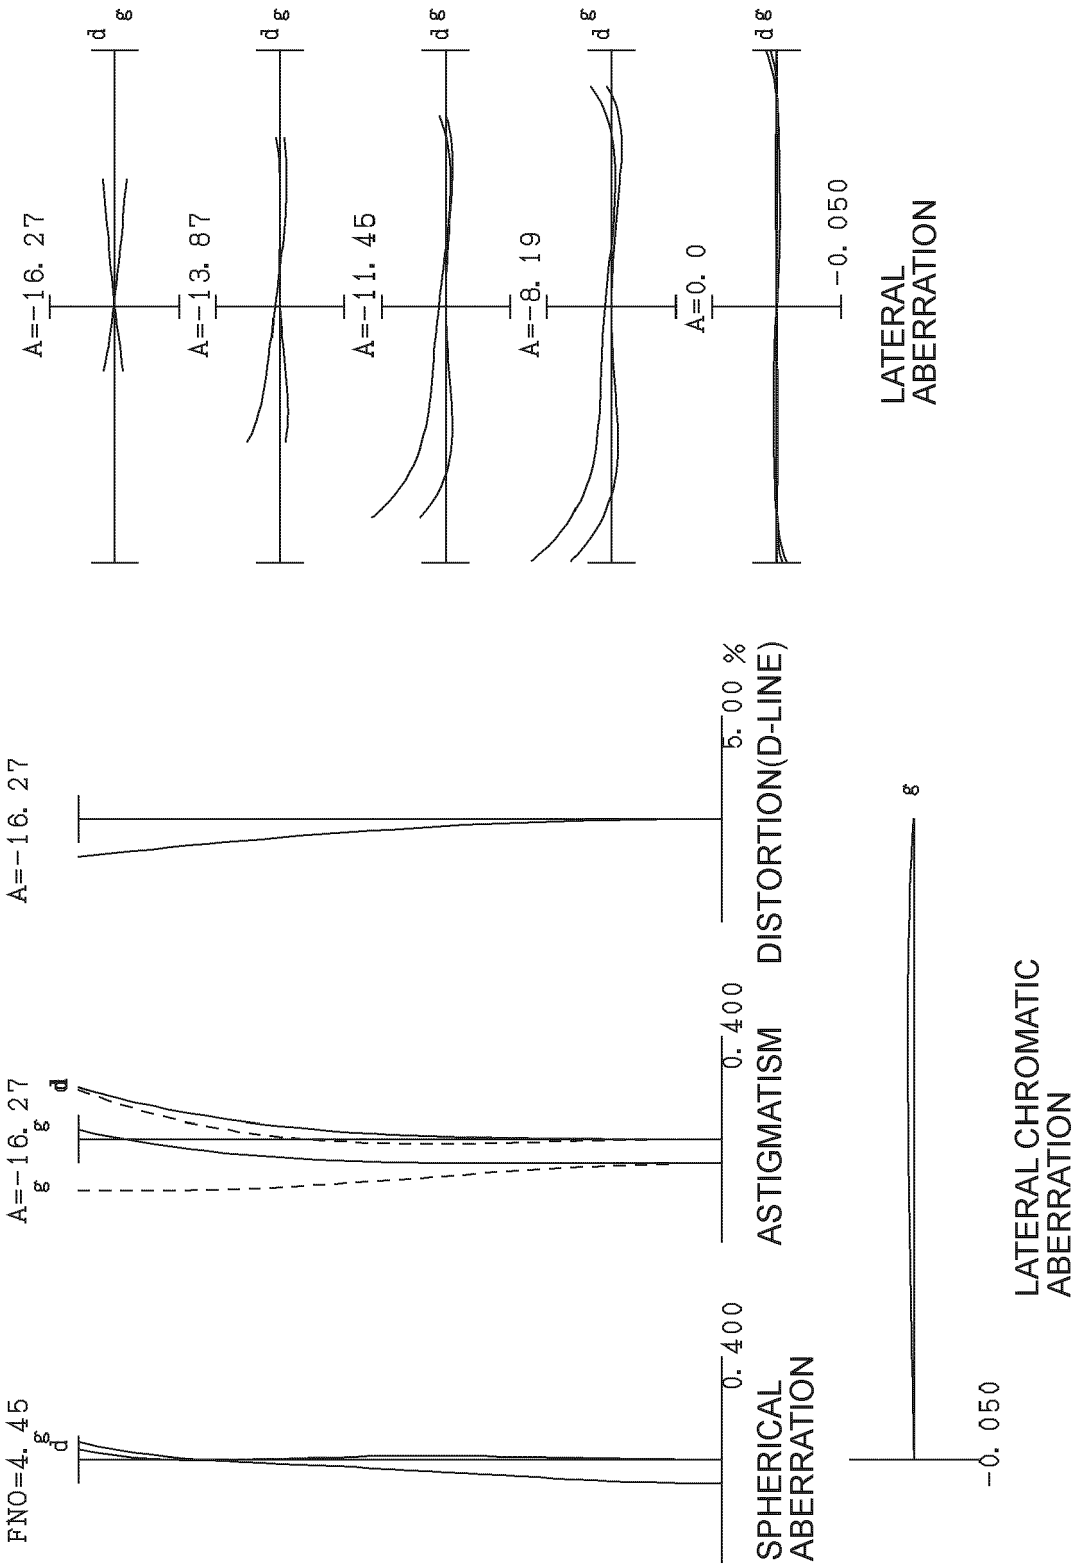 FNO=4. 45
d g
0. 400
SPHERICAL
ABERRATION
A=-16. 27
g g d
0. 400
ASTIGMATISM
A=-16. 27
5. 00 %
DISTORTION(D-LINE)
A=-16. 27
d g
A=-13. 87
d g
A=-11. 45
d g
A=-8. 19
d g
A=0. 0
d g
-0. 050
LATERAL
ABERRATION
g
-0. 050
LATERAL CHROMATIC
ABERRATION